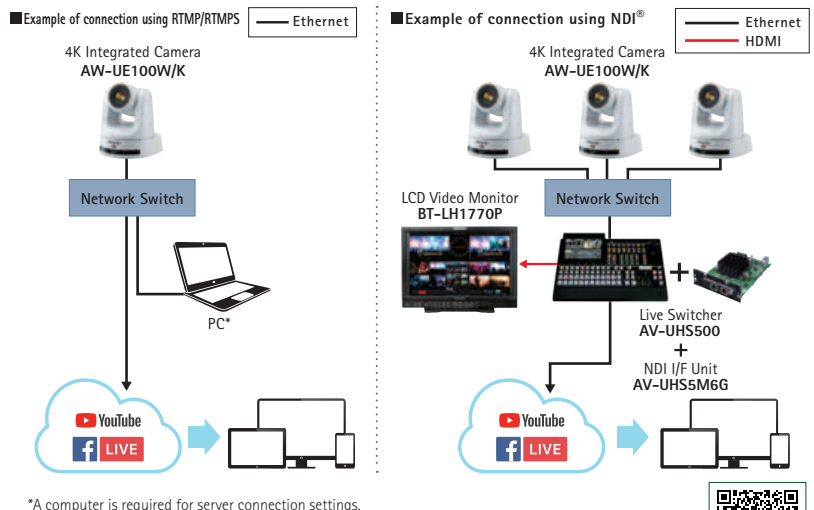 ■Example of connection using RTMP/RTMPS
Ethernet
4K Integrated Camera
AW-UE100W/K
Network Switch
PC*
YouTube
f LIVE
*A computer is required for server connection settings.
■Example of connection using NDI®
Ethernet
HDMI
4K Integrated Camera
AW-UE100W/K
LCD Video Monitor
BT-LH1770P
Network Switch
+
Live Switcher
AV-UHS500
+
NDI I/F Unit
AV-UHS5M6G
YouTube
f LIVE